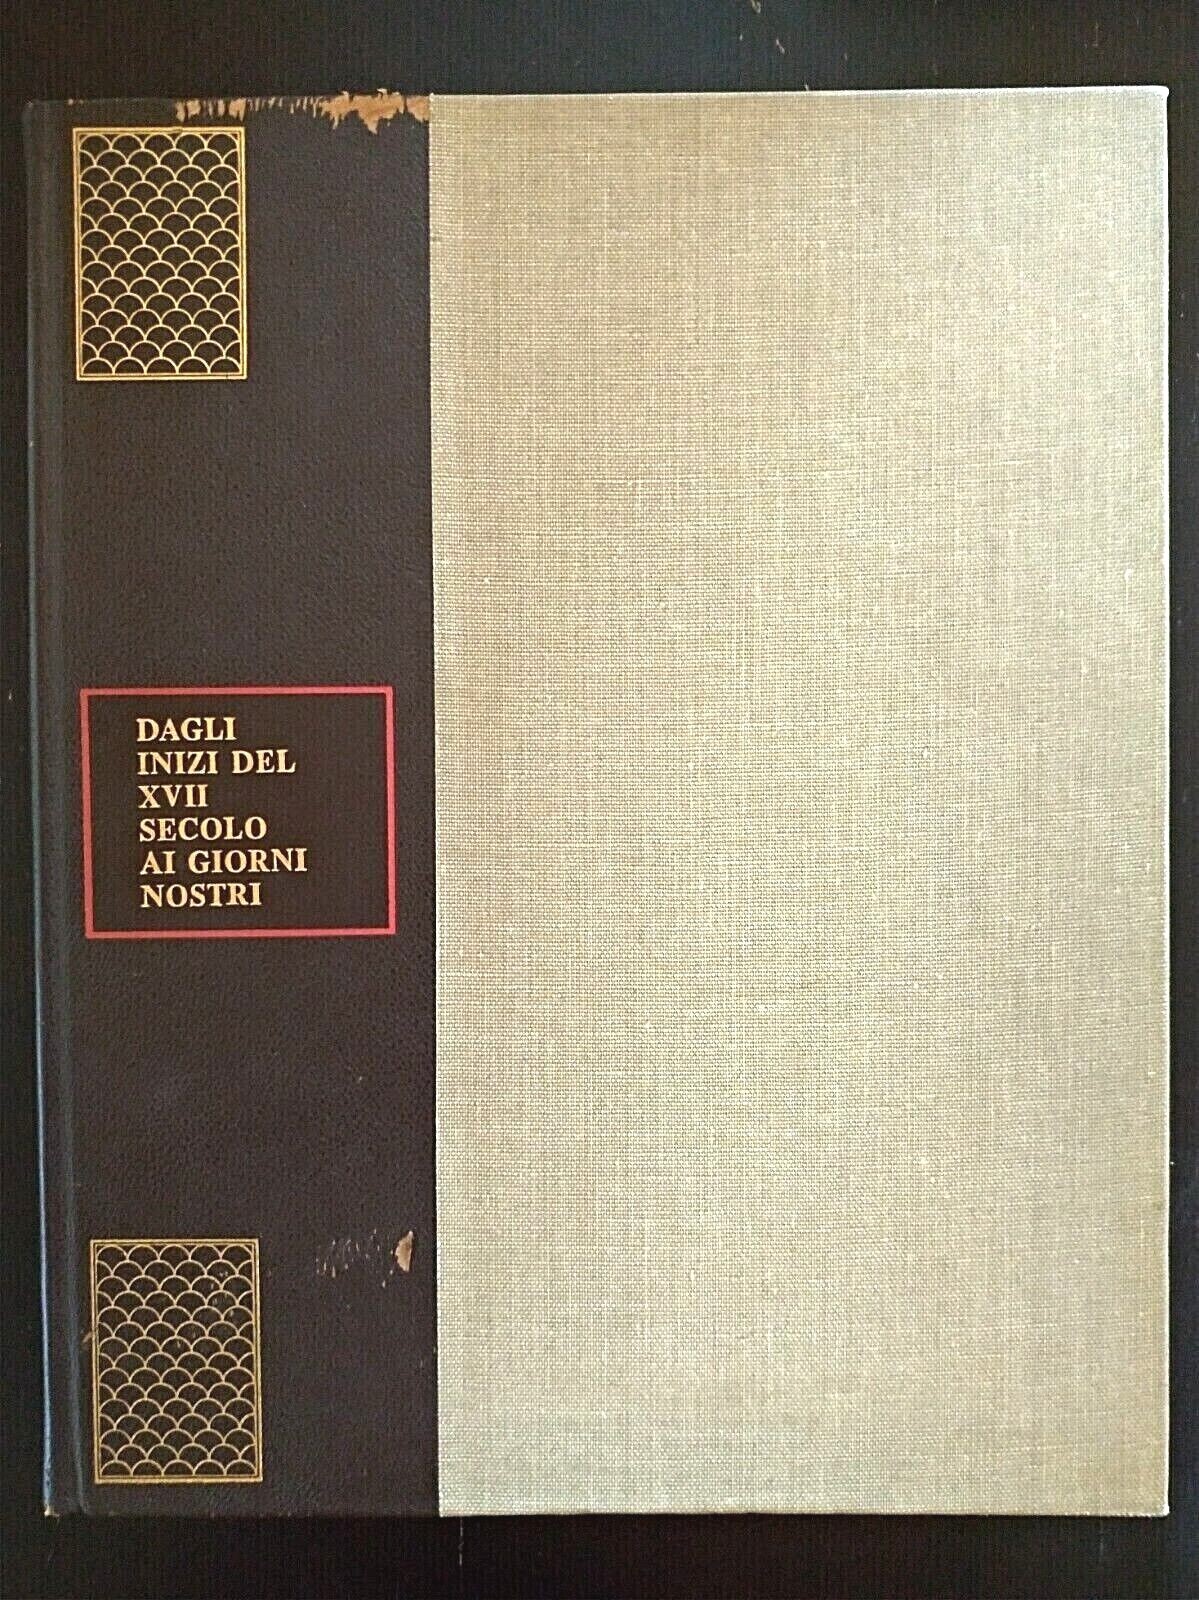 DAGLI
INIZI DEL
XVII
SECOLO
AI GIORNI
NOSTRI